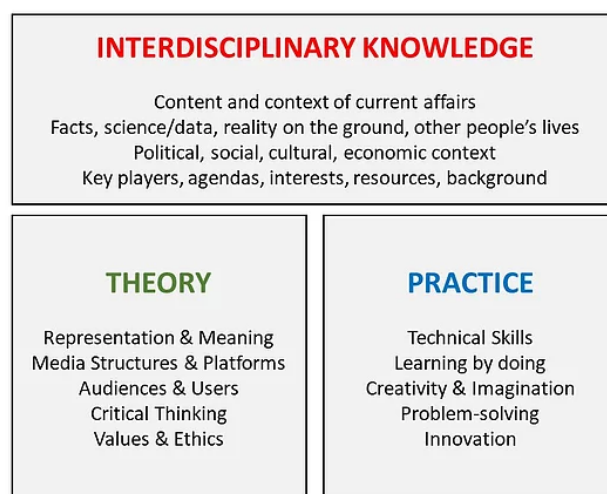 INTERDISCIPLINARY KNOWLEDGE
Content and context of current affairs
Facts, science/data, reality on the ground, other people’s lives
Political, social, cultural, economic context
Key players, agendas, interests, resources, background
THEORY
Representation & Meaning
Media Structures & Platforms
Audiences & Users
Critical Thinking
Values & Ethics
PRACTICE
Technical Skills
Learning by doing
Creativity & Imagination
Problem-solving
Innovation